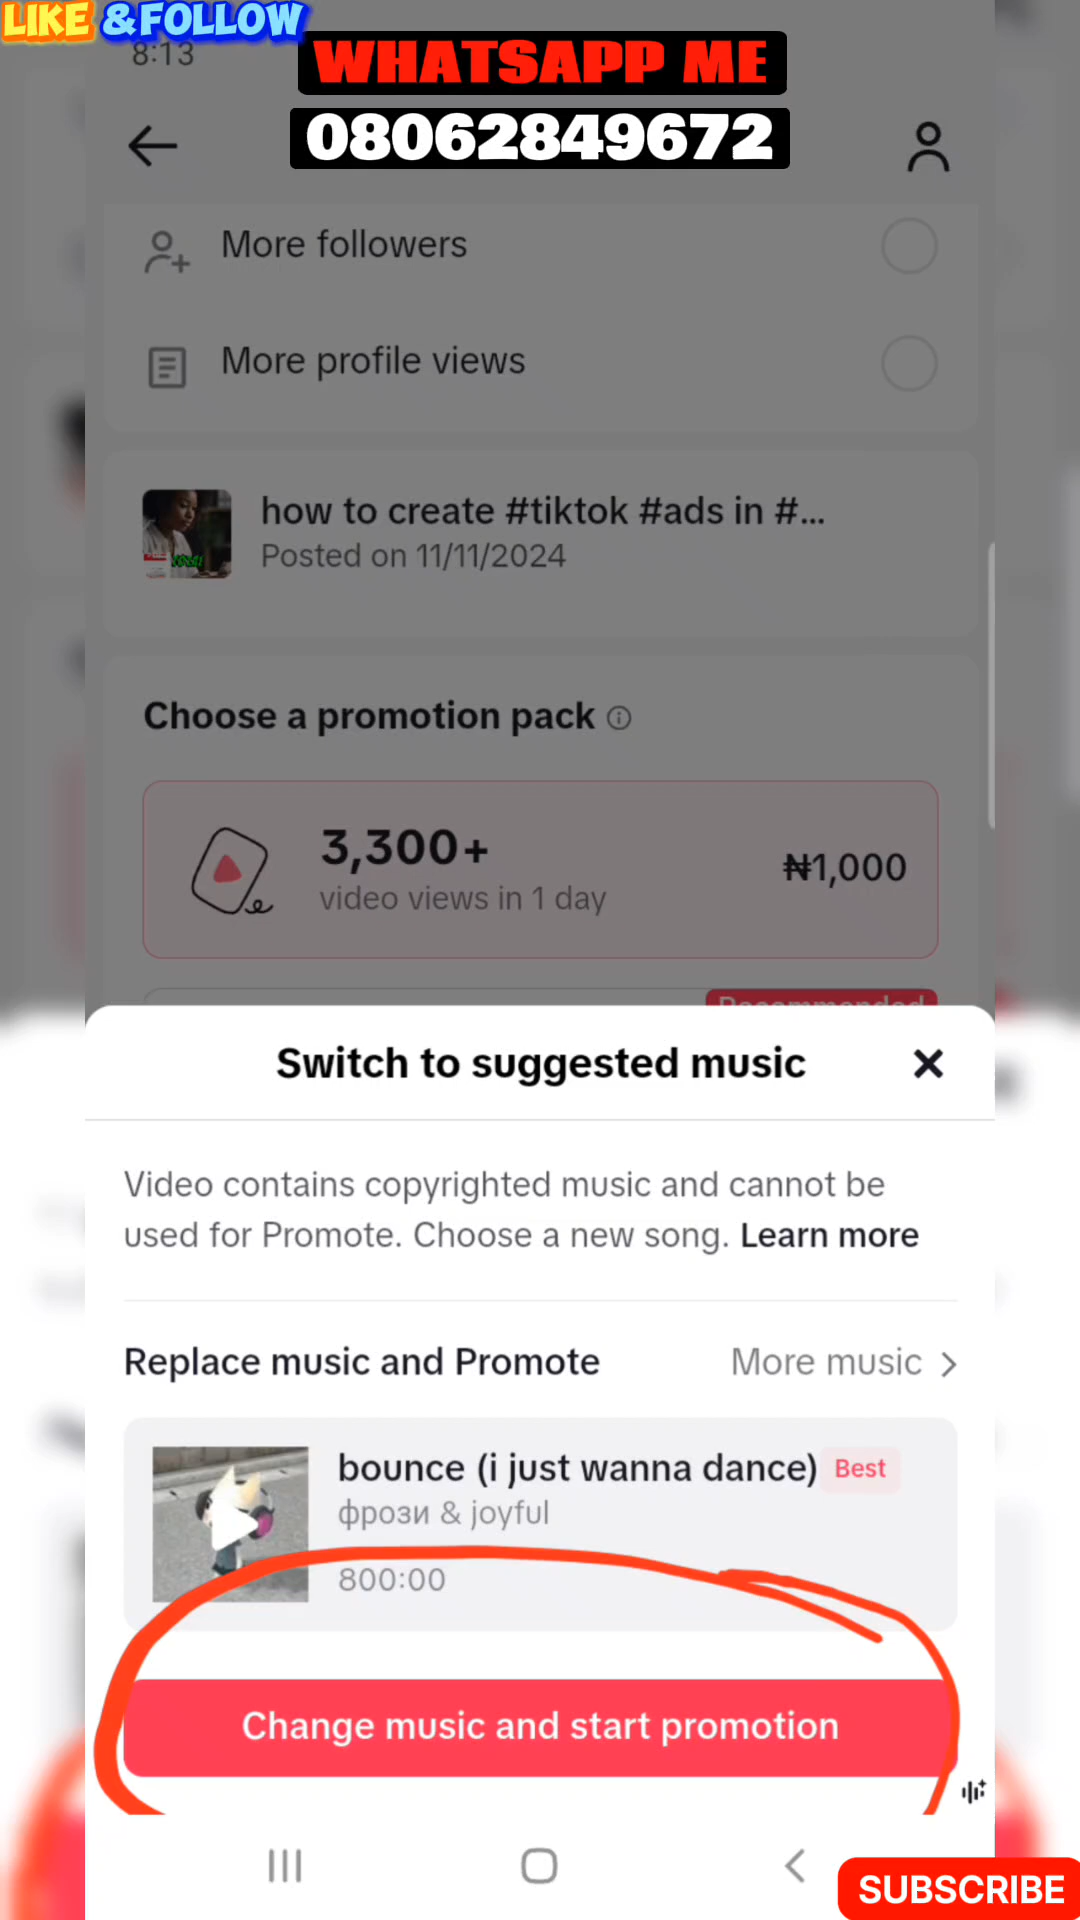 LIKE &FOLLOW
8:13
WHATSAPP ME
08062849672
More followers
More profile views
how to create #tiktok #ads in #...
Posted on 11/11/2024
Choose a promotion pack
3,300+
video views in 1 day
₦1,000
Recommended
Switch to suggested music
Video contains copyrighted music and cannot be
used for Promote. Choose a new song. Learn more
Replace music and Promote
More music
bounce (i just wanna dance) Best
фрози & joyful
800:00
Change music and start promotion
SUBSCRIBE